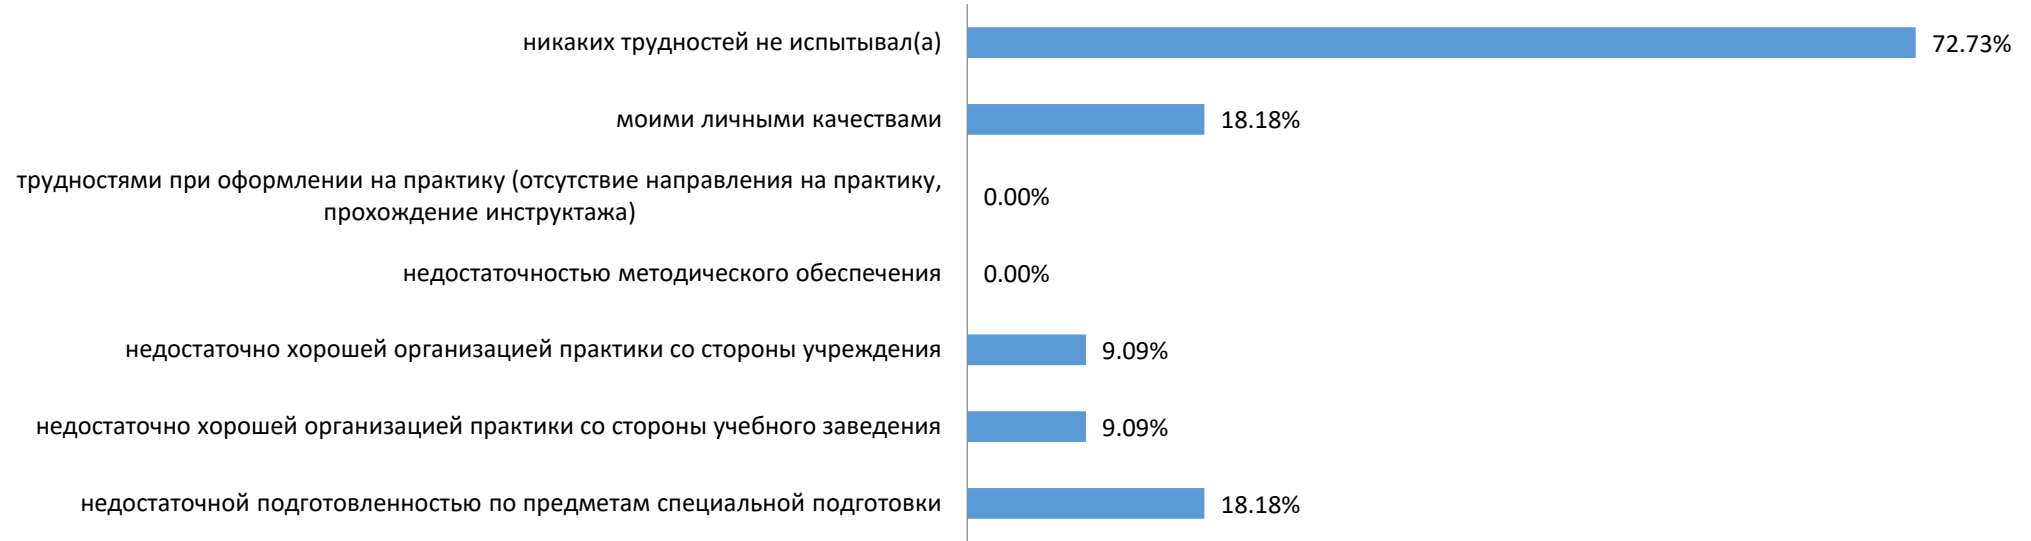 никаких трудностей не испытывал(а)
72.73%
моими личными качествами
18.18%
трудностями при оформлении на практику (отсутствие направления на практику,
прохождение инструктажа)
0.00%
недостаточностью методического обеспечения
0.00%
недостаточно хорошей организацией практики со стороны учреждения
9.09%
недостаточно хорошей организацией практики со стороны учебного заведения
9.09%
недостаточной подготовленностью по предметам специальной подготовки
18.18%